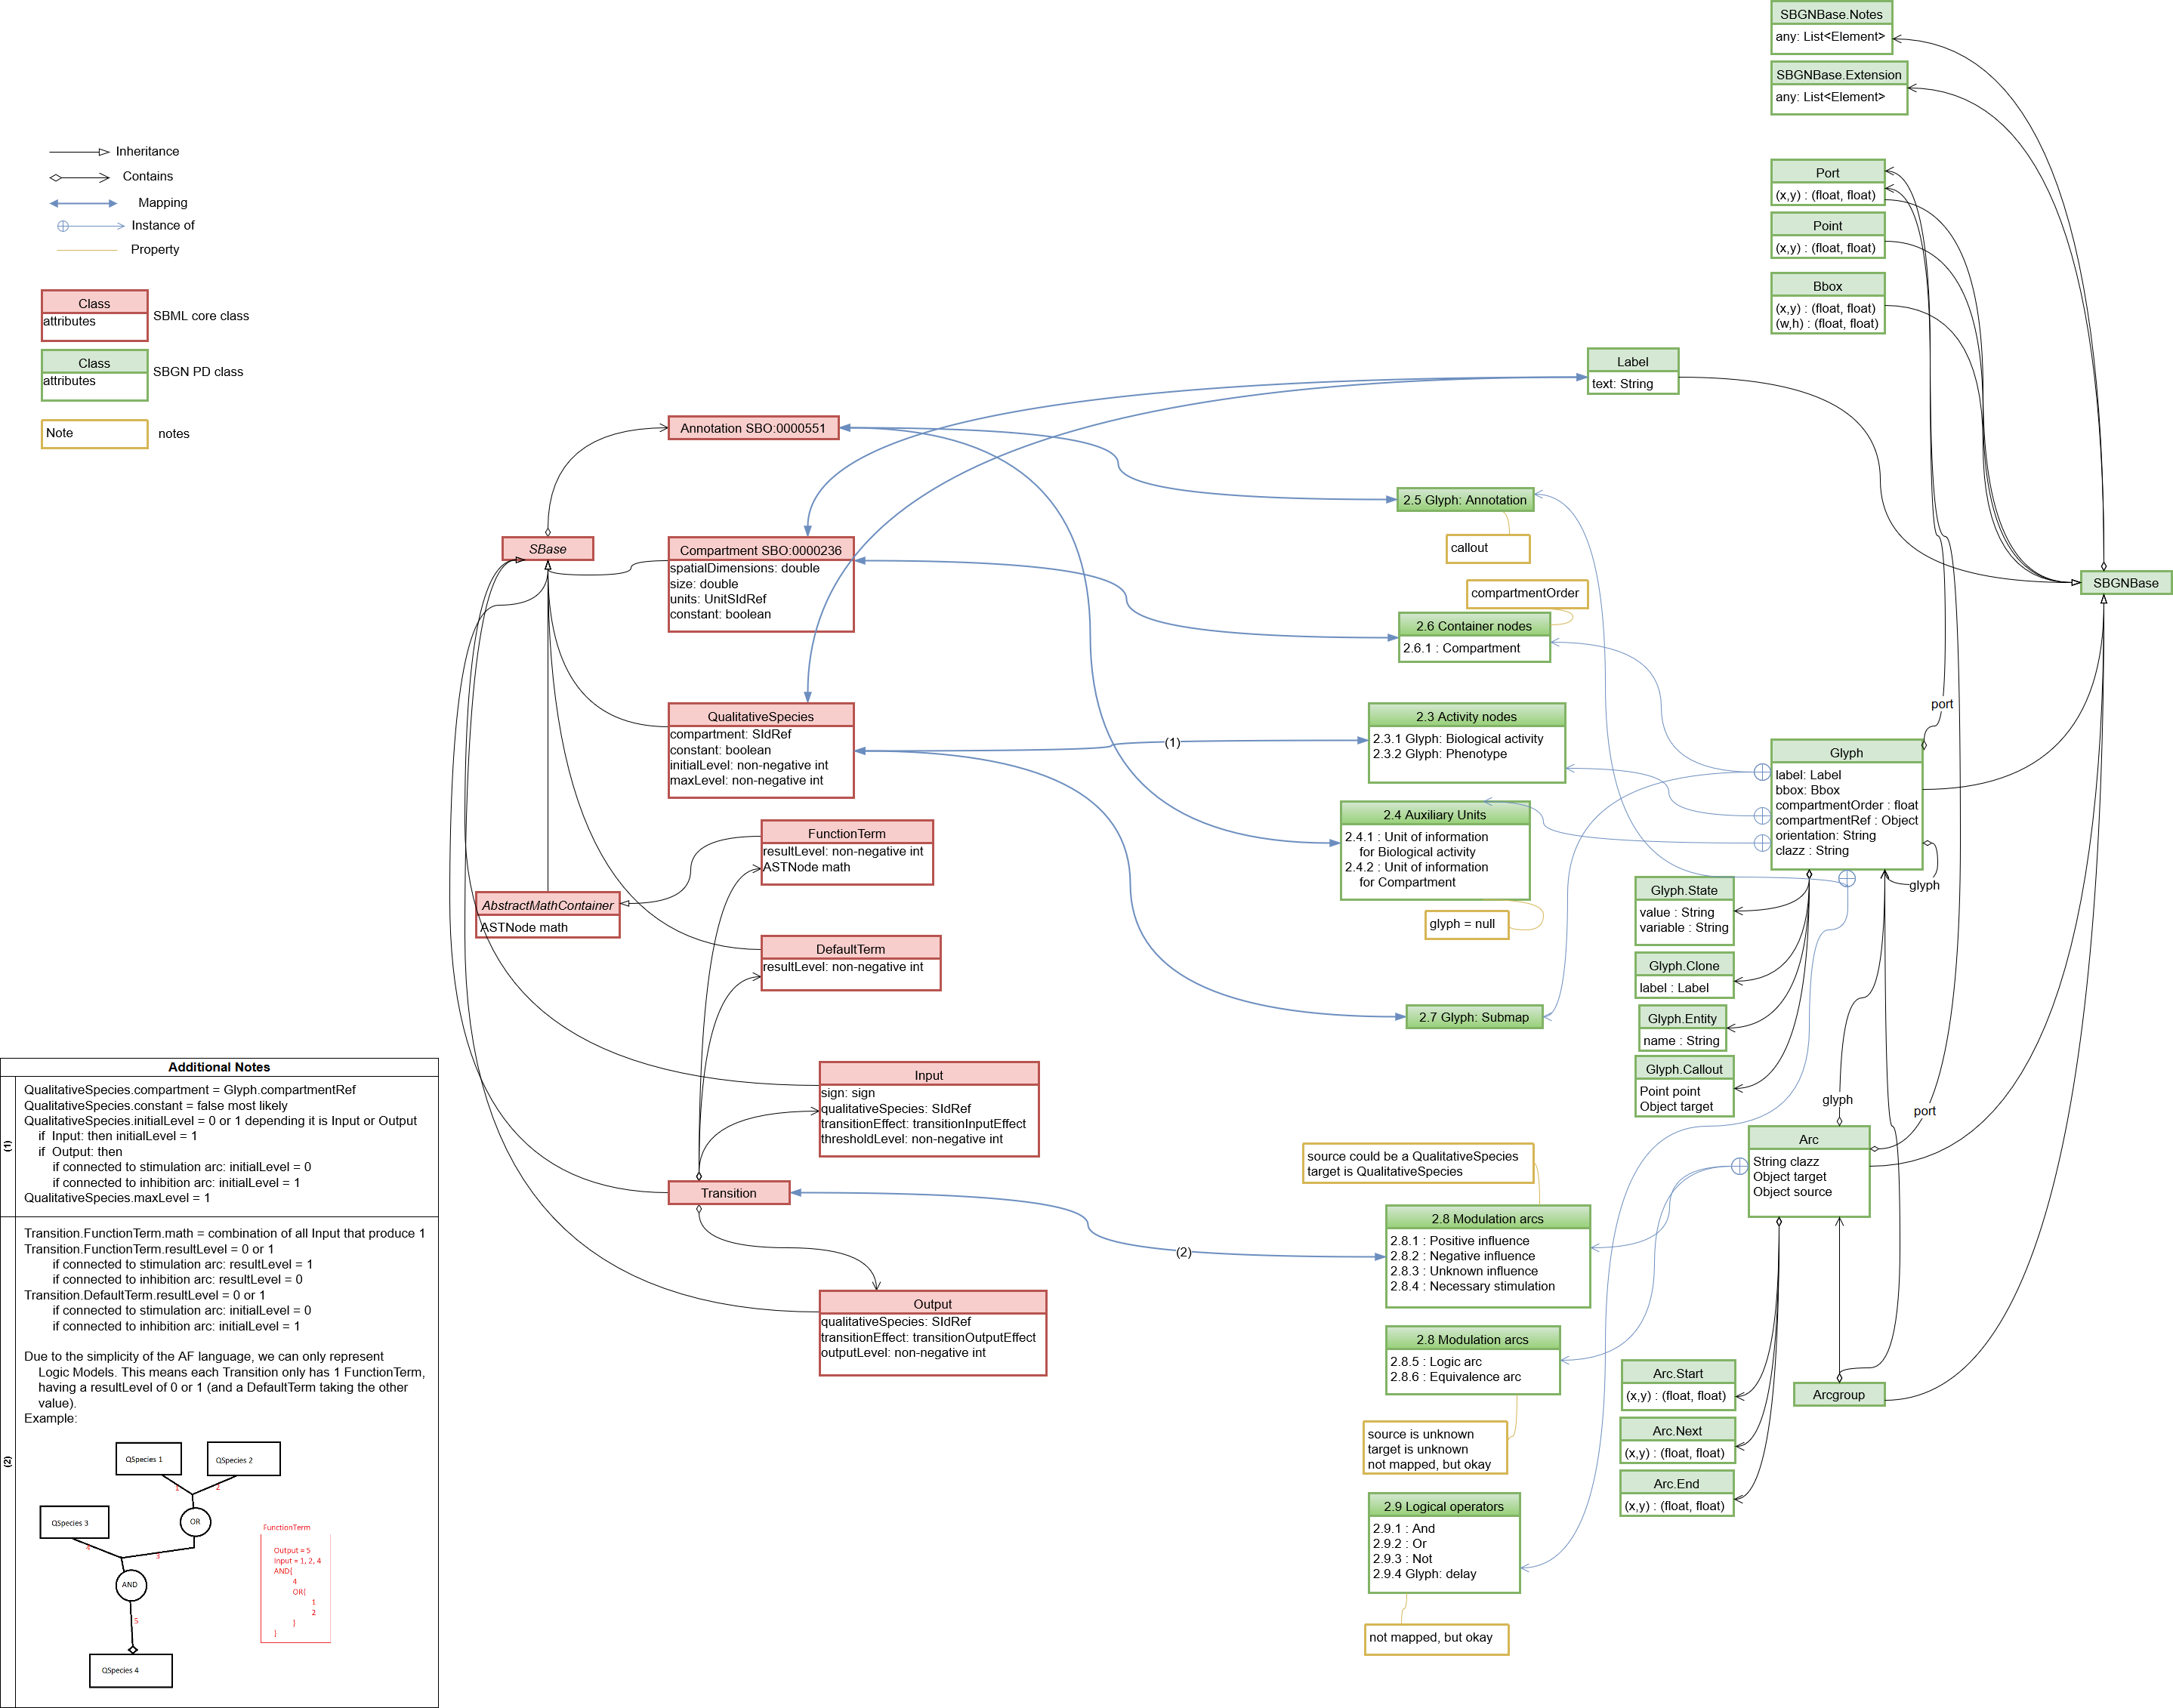 Inheritance
Contains
Mapping
Instance of
Property
Class
attributes
SBML core class
Class
attributes
SBGN PD class
Note
notes
SBGNBase.Notes
any: List<Element>
SBGNBase.Extension
any: List<Element>
Port
(x,y) : (float, float)
Point
(x,y) : (float, float)
Bbox
(x,y) : (float, float)
(w,h) : (float, float)
Label
text: String
SBGNBase
Annotation SBO:0000551
SBase
Compartment SBO:0000236
spatialDimensions: double
size: double
units: UnitSIdRef
constant: boolean
QualitativeSpecies
compartment: SIdRef
constant: boolean
initialLevel: non-negative int
maxLevel: non-negative int
FunctionTerm
resultLevel: non-negative int
ASTNode math
AbstractMathContainer
ASTNode math
DefaultTerm
resultLevel: non-negative int
Input
sign: sign
qualitativeSpecies: SIdRef
transitionEffect: transitionInputEffect
thresholdLevel: non-negative int
Transition
Output
qualitativeSpecies: SIdRef
transitionEffect: transitionOutputEffect
outputLevel: non-negative int
(1)
(2)
2.5 Glyph: Annotation
callout
compartmentOrder
2.6 Container nodes
2.6.1 : Compartment
2.3 Activity nodes
2.3.1 Glyph: Biological activity
2.3.2 Glyph: Phenotype
2.4 Auxiliary Units
2.4.1 : Unit of information
for Biological activity
2.4.2 : Unit of information
for Compartment
glyph = null
2.7 Glyph: Submap
source could be a QualitativeSpecies
target is QualitativeSpecies
2.8 Modulation arcs
2.8.1 : Positive influence
2.8.2 : Negative influence
2.8.3 : Unknown influence
2.8.4 : Necessary stimulation
2.8 Modulation arcs
2.8.5 : Logic arc
2.8.6 : Equivalence arc
source is unknown
target is unknown
not mapped, but okay
2.9 Logical operators
2.9.1 : And
2.9.2 : Or
2.9.3 : Not
2.9.4 Glyph: delay
not mapped, but okay
port
Glyph
label: Label
bbox: Bbox
compartmentOrder : float
compartmentRef : Object
orientation: String
clazz : String
glyph
Glyph.State
value : String
variable : String
Glyph.Clone
label : Label
Glyph.Entity
name : String
Glyph.Callout
Point point
Object target
glyph
port
Arc
String clazz
Object target
Object source
Arc.Start
(x,y) : (float, float)
Arc.Next
(x,y) : (float, float)
Arc.End
(x,y) : (float, float)
Arcgroup
Additional Notes
(1)
QualitativeSpecies.compartment = Glyph.compartmentRef
QualitativeSpecies.constant = false most likely
QualitativeSpecies.initialLevel = 0 or 1 depending it is Input or Output
if Input: then initialLevel = 1
if Output: then
if connected to stimulation arc: initialLevel = 0
if connected to inhibition arc: initialLevel = 1
QualitativeSpecies.maxLevel = 1
(2)
Transition.FunctionTerm.math = combination of all Input that produce 1
Transition.FunctionTerm.resultLevel = 0 or 1
if connected to stimulation arc: resultLevel = 1
if connected to inhibition arc: resultLevel = 0
Transition.DefaultTerm.resultLevel = 0 or 1
if connected to stimulation arc: initialLevel = 0
if connected to inhibition arc: initialLevel = 1
Due to the simplicity of the AF language, we can only represent
Logic Models. This means each Transition only has 1 FunctionTerm,
having a resultLevel of 0 or 1 (and a DefaultTerm taking the other
value).
Example:
QSpecies 1
QSpecies 2
1
2
QSpecies 3
OR
4
3
AND
5
QSpecies 4
FunctionTerm
Output = 5
Input = 1, 2, 4
AND{
4
OR{
1
2
}
}